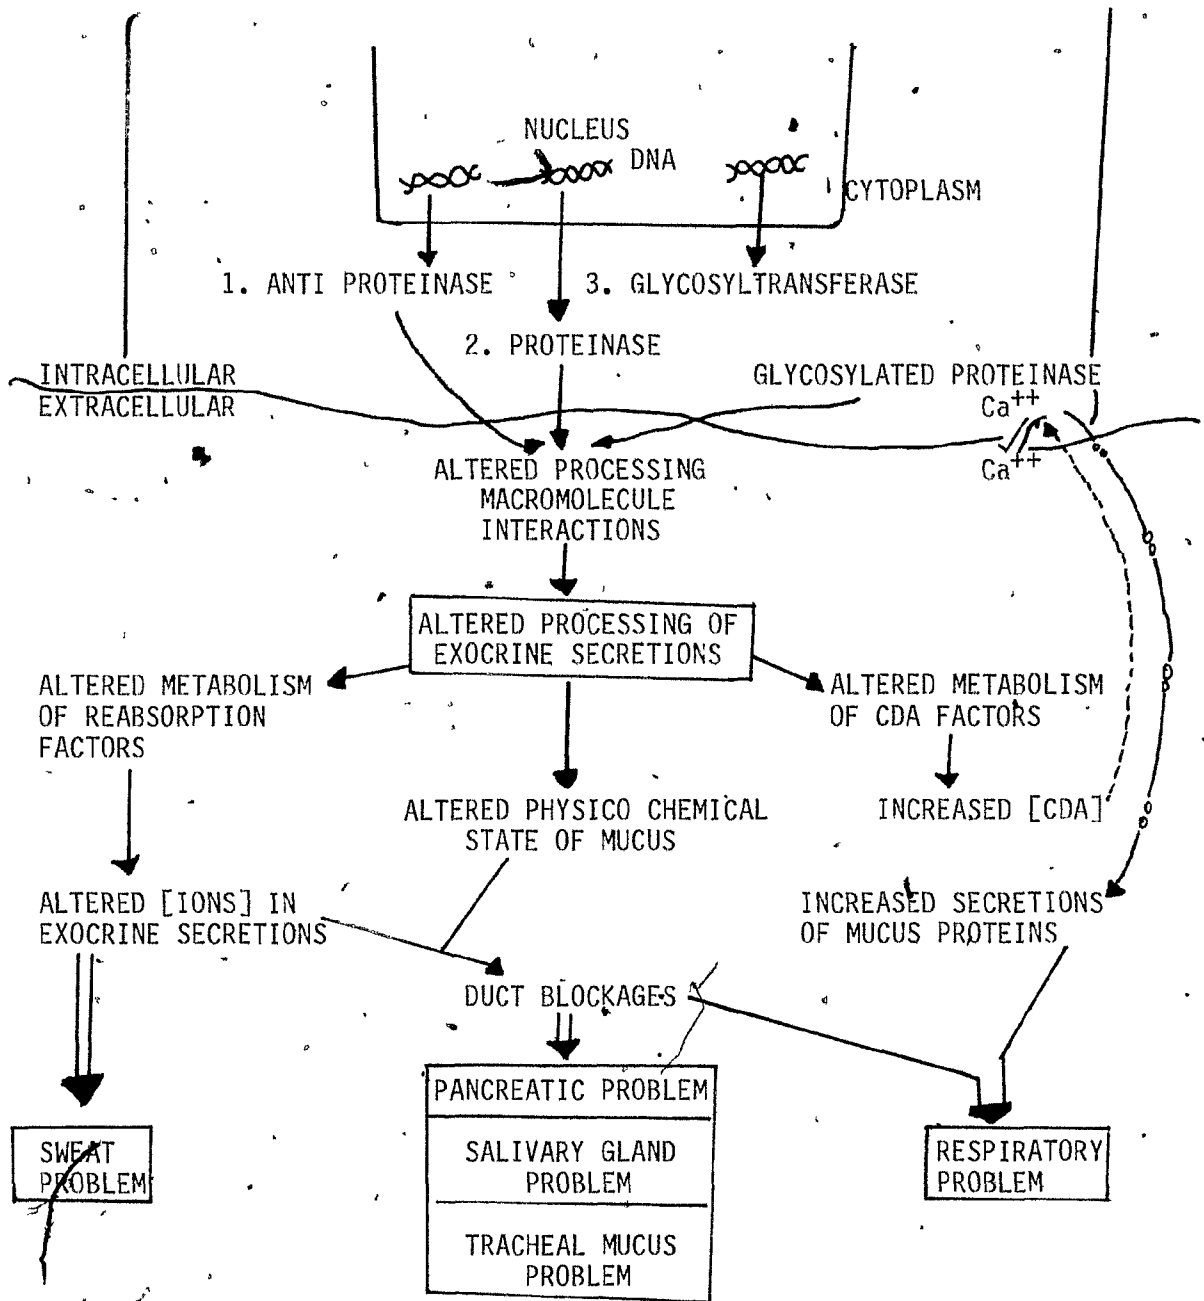 NUCLEUS
DNA
CYTOPLASM
1. ANTI PROTEINASE
3. GLYCOSYLTRANSFERASE
2. PROTEINASE
INTRACELLULAR
EXTRACELLULAR
GLYCOSYLATED PROTEINASE
Ca++
Ca++
ALTERED PROCESSING
MACROMOLECULE
INTERACTIONS
ALTERED PROCESSING OF
EXOCRINE SECRETIONS
ALTERED METABOLISM
OF REABSORPTION
FACTORS
ALTERED METABOLISM
OF CDA FACTORS
ALTERED PHYSICO CHEMICAL
STATE OF MUCUS
INCREASED [CDA]
ALTERED [IONS] IN
EXOCRINE SECRETIONS
INCREASED SECRETIONS
OF MUCUS PROTEINS
DUCT BLOCKAGES
PANCREATIC PROBLEM
SALIVARY GLAND
PROBLEM
TRACHEAL MUCUS
PROBLEM
SWEAT
PROBLEM
RESPIRATORY
PROBLEM